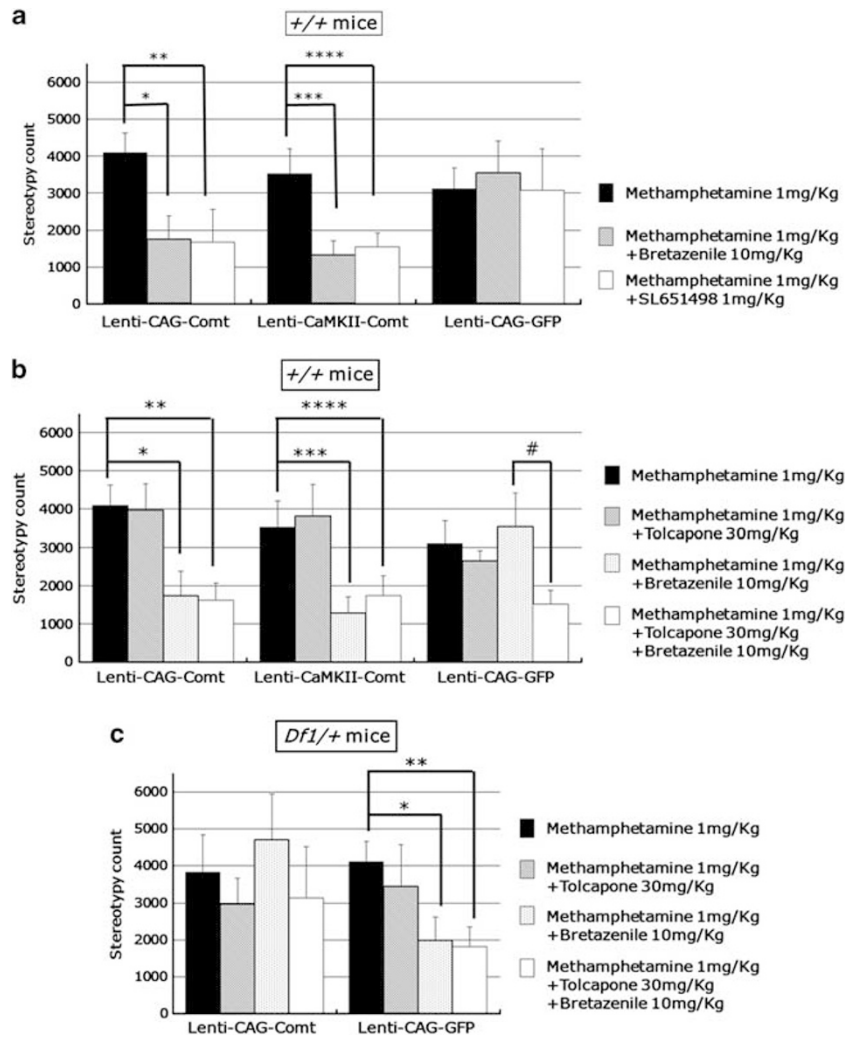 a
+/+ mice
** ****
* ***
Stereotypy count
6000
5000
4000
3000
2000
1000
0
Lenti-CAG-Comt Lenti-CaMKII-Comt Lenti-CAG-GFP
Methamphetamine 1mg/Kg
Methamphetamine 1mg/Kg
+Bretazenile 10mg/Kg
Methamphetamine 1mg/Kg
+SL651498 1mg/Kg
b
+/+ mice
** ****
* *** #
Stereotypy count
6000
5000
4000
3000
2000
1000
0
Lenti-CAG-Comt Lenti-CaMKII-Comt Lenti-CAG-GFP
Methamphetamine 1mg/Kg
Methamphetamine 1mg/Kg
+Tolcapone 30mg/Kg
Methamphetamine 1mg/Kg
+Bretazenile 10mg/Kg
Methamphetamine 1mg/Kg
+Tolcapone 30mg/Kg
+Bretazenile 10mg/Kg
c
Df1/+ mice
**
*
Stereotypy count
6000
5000
4000
3000
2000
1000
0
Lenti-CAG-Comt Lenti-CAG-GFP
Methamphetamine 1mg/Kg
Methamphetamine 1mg/Kg
+Tolcapone 30mg/Kg
Methamphetamine 1mg/Kg
+Bretazenile 10mg/Kg
Methamphetamine 1mg/Kg
+Tolcapone 30mg/Kg
+Bretazenile 10mg/Kg